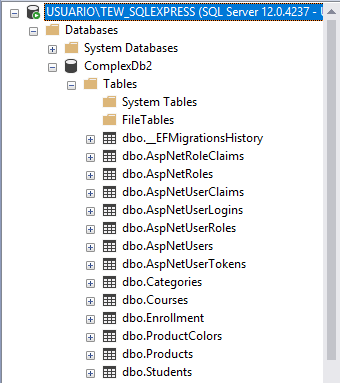 USUARIO\TEW_SQLEXPRESS (SQL Server 12.0.4237 -
Databases
System Databases
ComplexDb2
Tables
System Tables
FileTables
dbo.__EFMigrationsHistory
dbo.AspNetRoleClaims
dbo.AspNetRoles
dbo.AspNetUserClaims
dbo.AspNetUserLogins
dbo.AspNetUserRoles
dbo.AspNetUsers
dbo.AspNetUserTokens
dbo.Categories
dbo.Courses
dbo.Enrollment
dbo.ProductColors
dbo.Products
dbo.Students